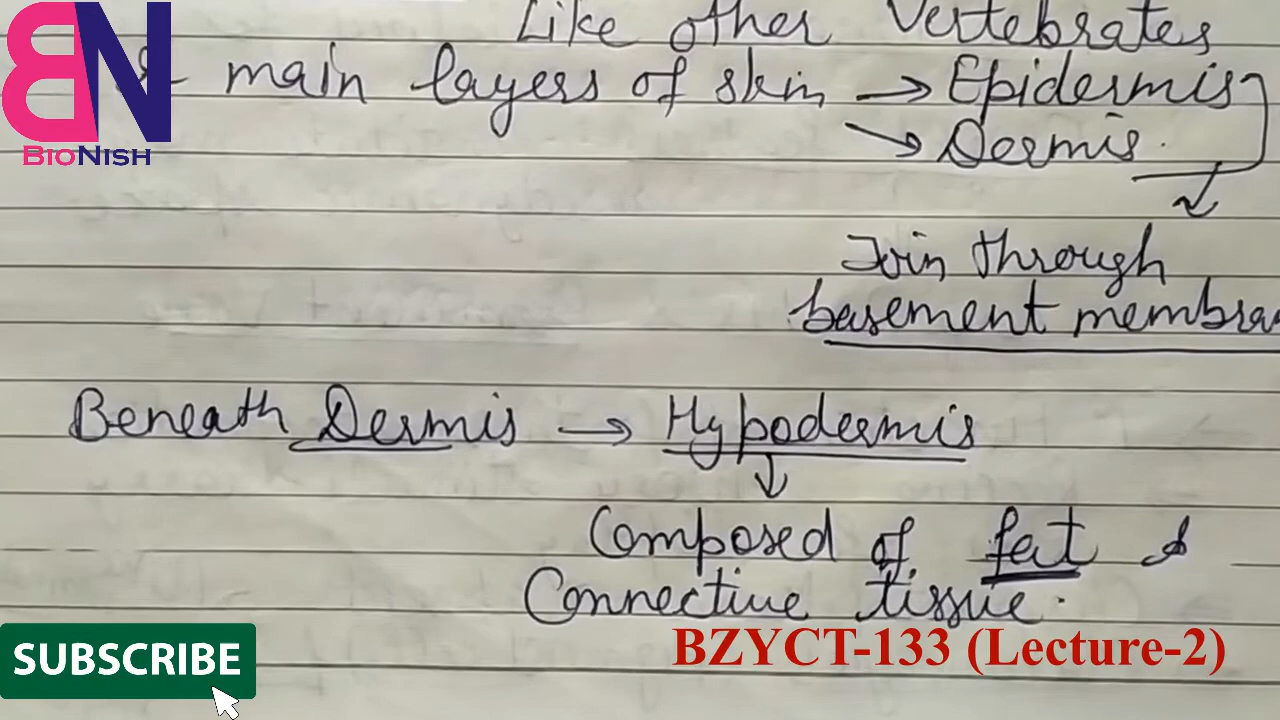 Like other Vertebrates
main layers of skin → Epidermis
→ Dermis.
Join through
basement membra
Beneath Dermis → Hypodermis
Composed of fat &
Connective tissue.
BN
BIONISH
BZYCT-133 (Lecture-2)
SUBSCRIBE